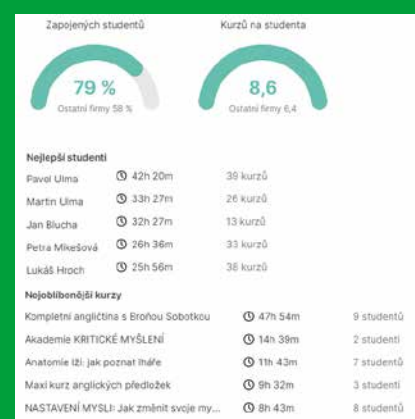 Zapojených studentů Kurzů na studenta
79 % 8,6
Ostatní firmy 58 % Ostatní firmy 6,4
Nejlepší studenti
Pavol Ulma 42h 20m 39 kurzů
Martin Ulma 33h 27m 26 kurzů
Jan Blucha 32h 27m 13 kurzů
Petra Mikešová 26h 36m 33 kurzů
Lukáš Hroch 25h 56m 38 kurzů
Nejoblíbenější kurzy
Kompletní angličtina s Broňou Sobotkou 47h 54m 9 studentů
Akademie KRITICKÉ MYŠLENÍ 14h 39m 2 studenti
Anatomie lži: jak poznat lháře 11h 43m 7 studentů
Maxi kurz anglických předložek 9h 32m 3 studenti
NASTAVENÍ MYSLI: Jak změnit svoje my... 8h 43m 8 studentů